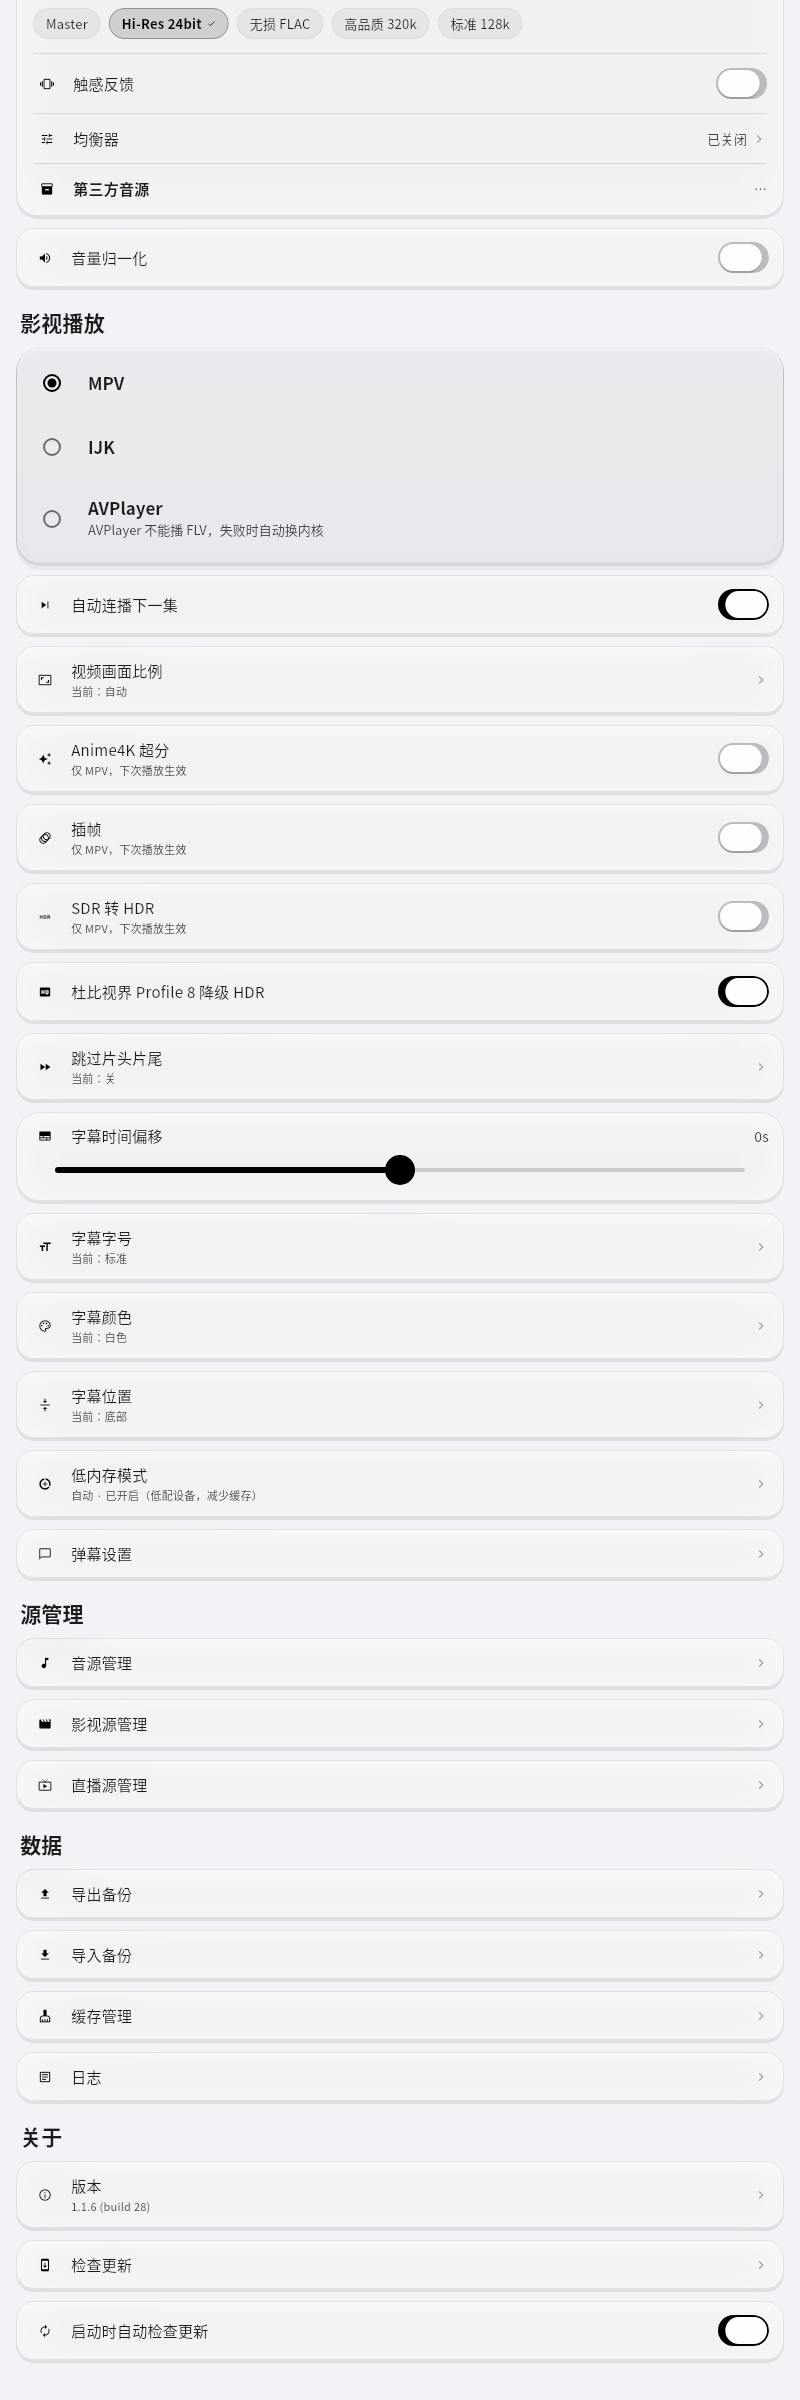 Master Hi-Res 24bit 无损 FLAC 高品质 320k 标准 128k
触感反馈
均衡器 已关闭
第三方音源 ...
音量归一化
影视播放
MPV
IJK
AVPlayer
AVPlayer 不能播 FLV，失败时自动换内核
自动连播下一集
视频画面比例
当前：自动
Anime4K 超分
仅 MPV，下次播放生效
插帧
仅 MPV，下次播放生效
HDR SDR 转 HDR
仅 MPV，下次播放生效
杜比视界 Profile 8 降级 HDR
跳过片头片尾
当前：关
字幕时间偏移 0s
字幕字号
当前：标准
字幕颜色
当前：白色
字幕位置
当前：底部
低内存模式
自动 · 已开启（低配设备，减少缓存）
弹幕设置
源管理
音源管理
影视源管理
直播源管理
数据
导出备份
导入备份
缓存管理
日志
关于
版本
1.1.6 (build 28)
检查更新
启动时自动检查更新